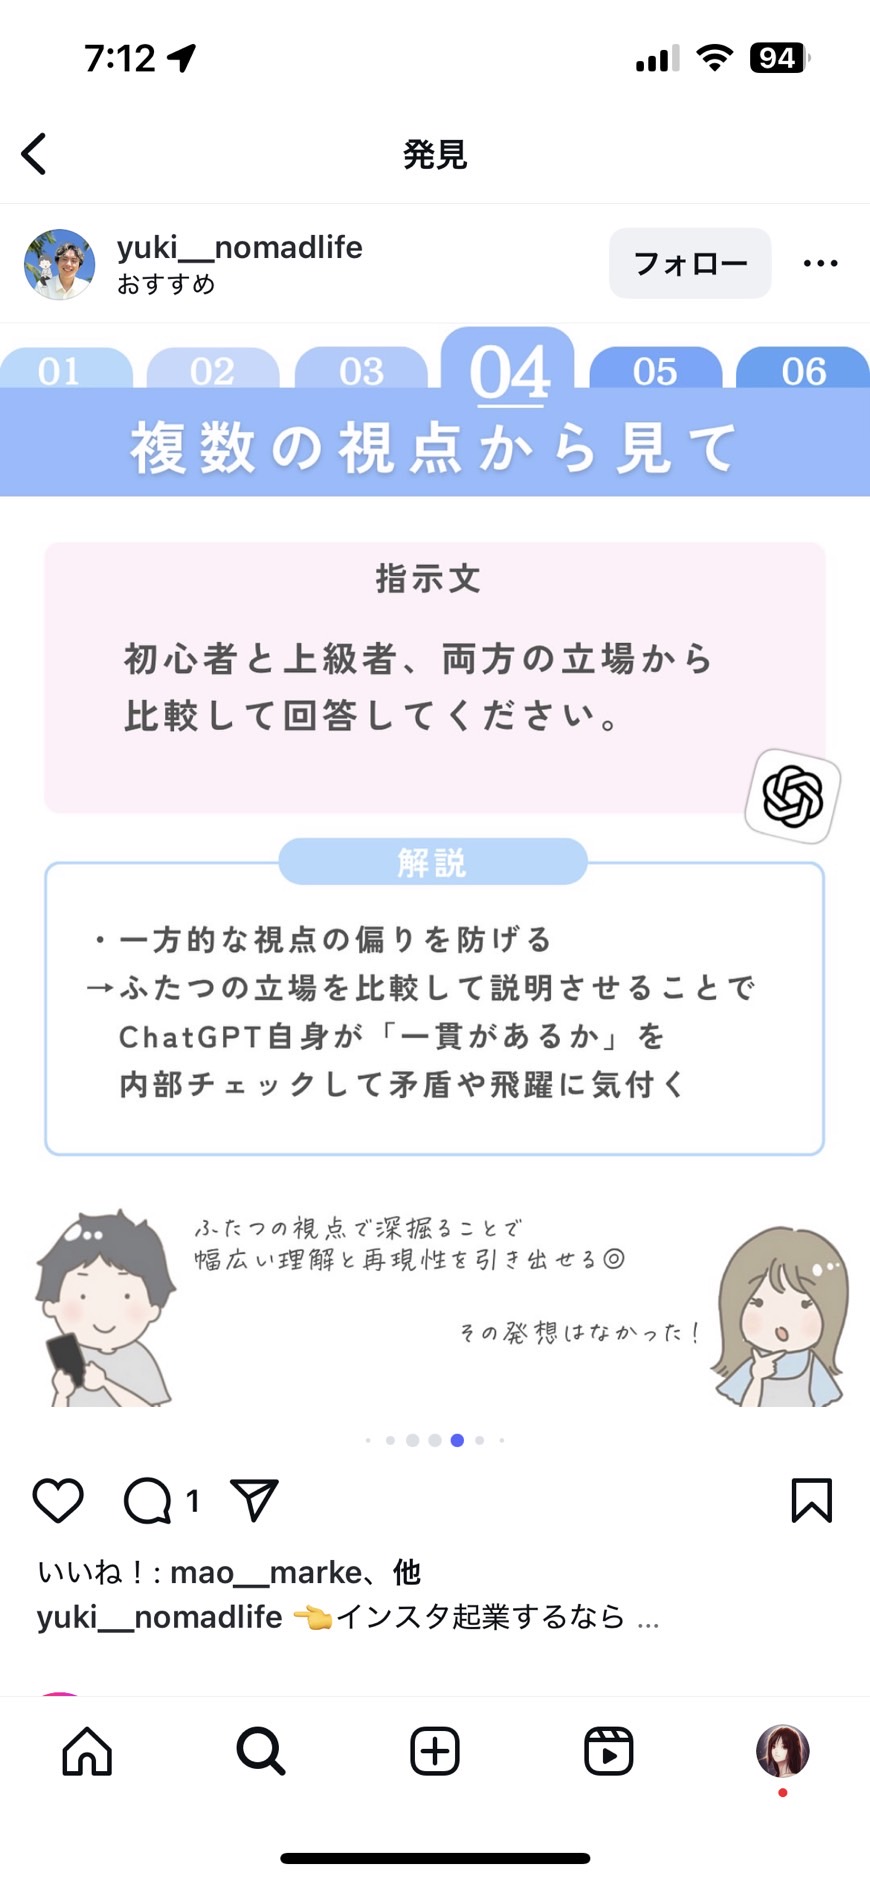 7:12
94
発見
yuki__nomadlife
おすすめ
フォロー
01 02 03 04 05 06
複数の視点から見て
指示文
初心者と上級者、両方の立場から
比較して回答してください。
解説
・一方的な視点の偏りを防げる
→ふたつの立場を比較して説明させることで
ChatGPT自身が「一貫があるか」を
内部チェックして矛盾や飛躍に気付く
ふたつの視点で深掘ることで
幅広い理解と再現性を引き出せる◎
その発想はなかった！
1
いいね！: mao__marke、他
yuki__nomadlife 👈インスタ起業するなら ...